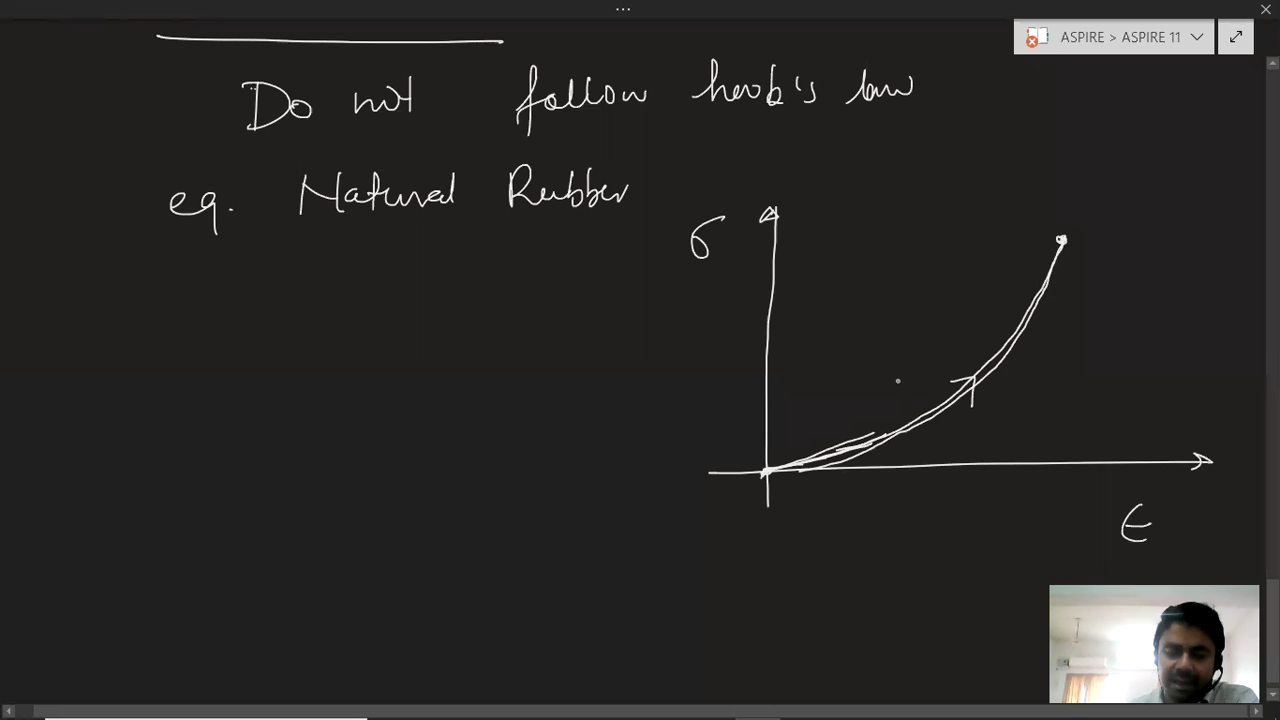 ASPIRE > ASPIRE 11
Do not follow hook's law
eg. Natural Rubber
σ
ϵ